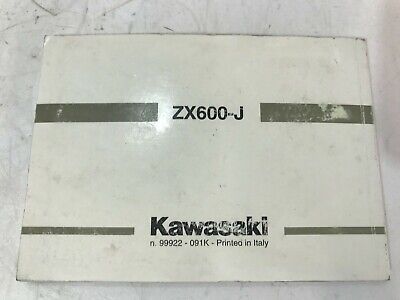 ZX600-J
Kawasaki
n. 99922 - 091K - Printed in Italy